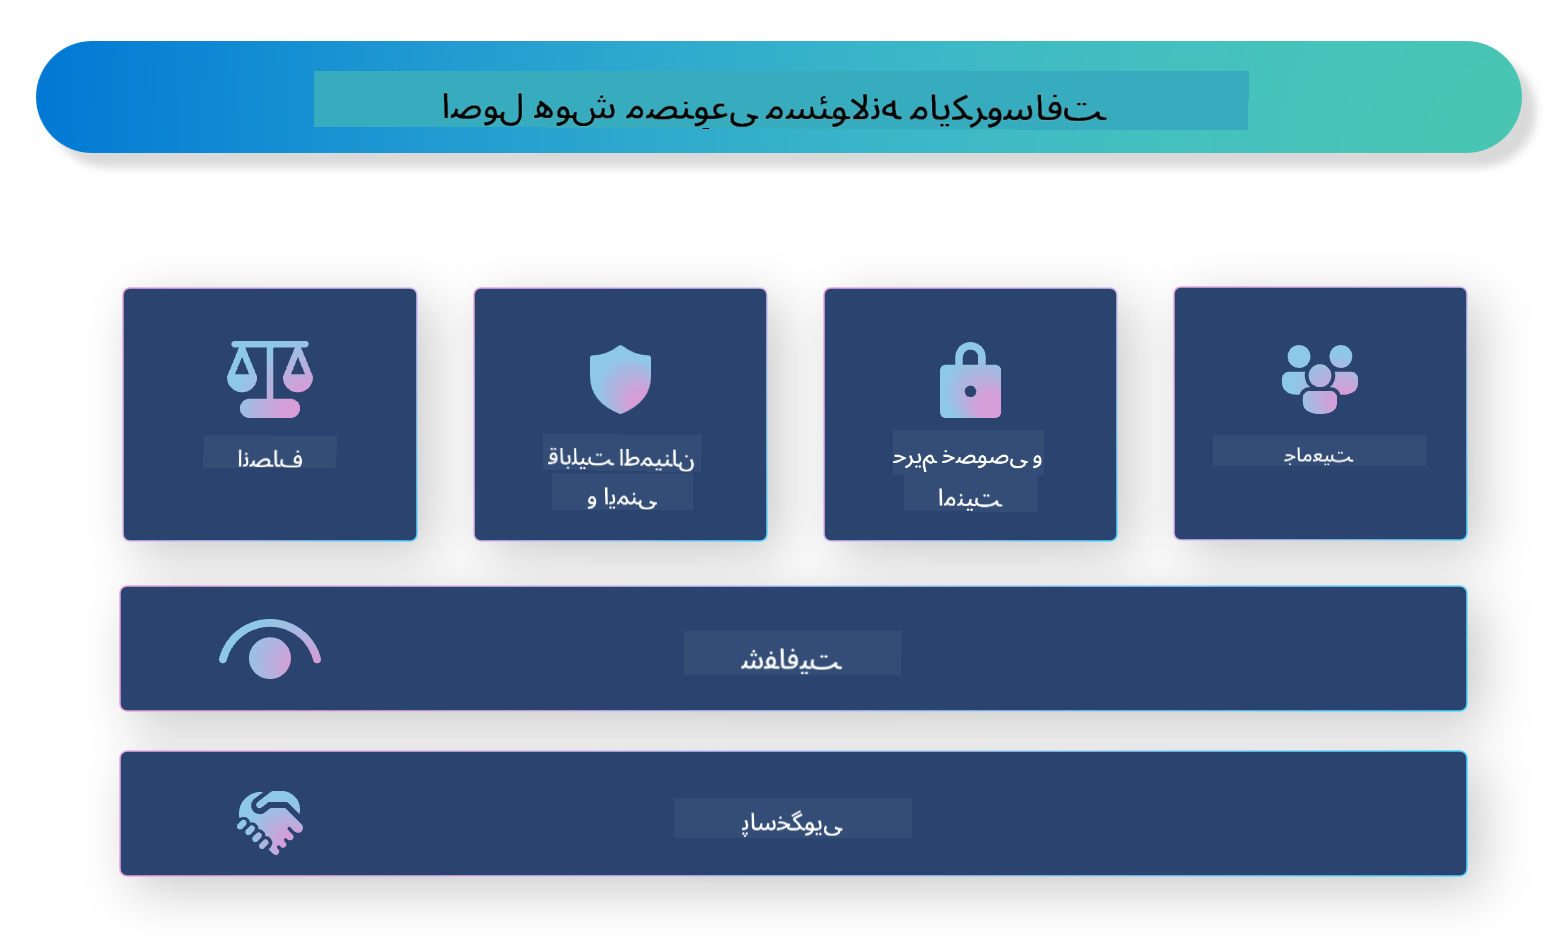 اصول هوش مصنوعی مسئولانه مایکروسافت
انصاف
قابلیت اطمینان
و ایمنی
حریم خصوصی و
امنیت
جامعیت
شفافیت
پاسخگویی